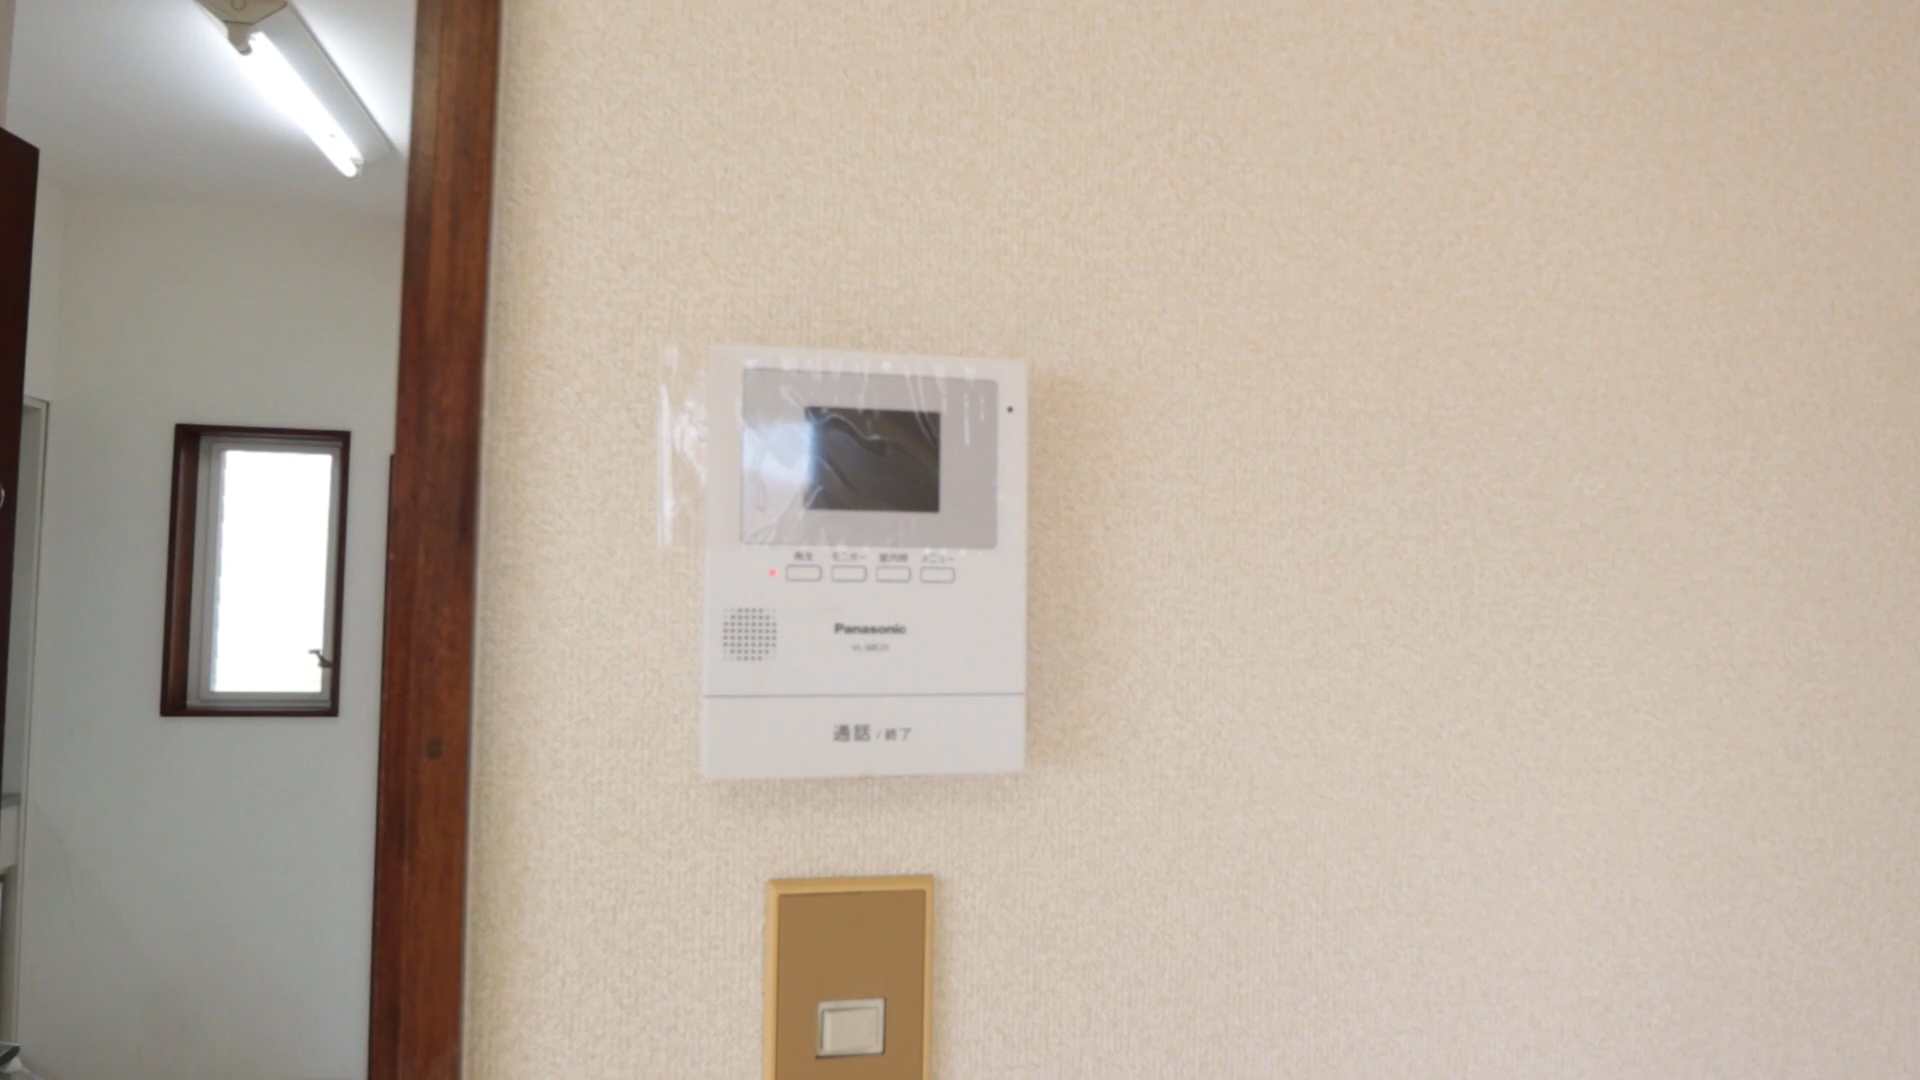 再生 モニター 室内呼 メニュー
Panasonic
通話 / 終了